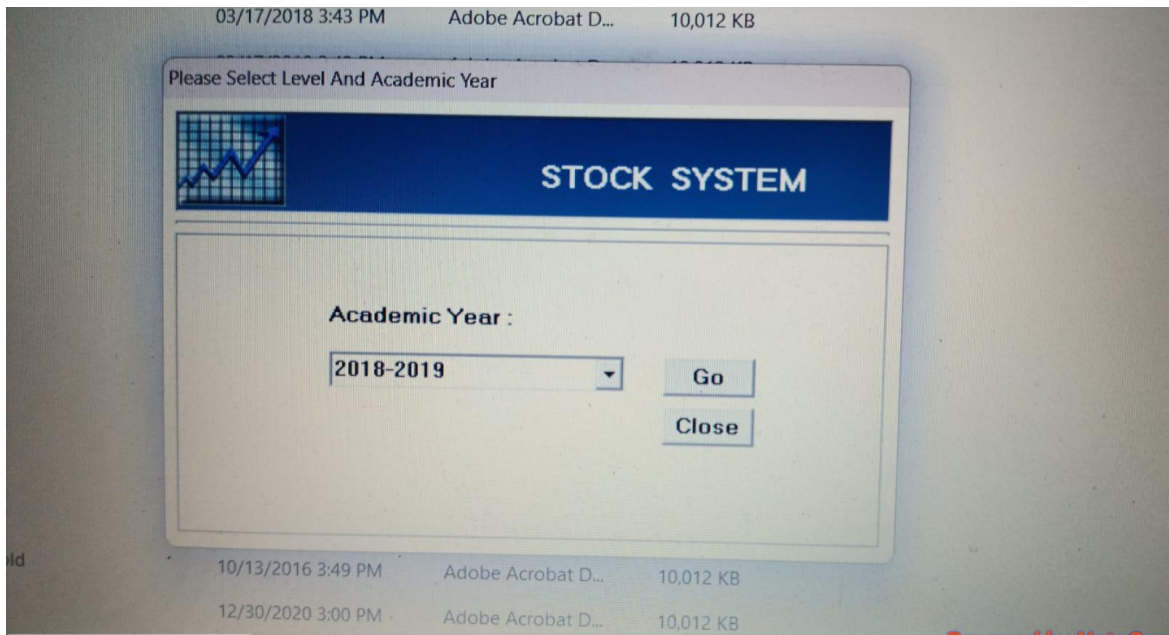 03/17/2018 3:43 PM Adobe Acrobat D... 10,012 KB
Please Select Level And Academic Year
STOCK SYSTEM
Academic Year :
2018-2019
Go
Close
old
10/13/2016 3:49 PM Adobe Acrobat D... 10,012 KB
12/30/2020 3:00 PM Adobe Acrobat D... 10,012 KB